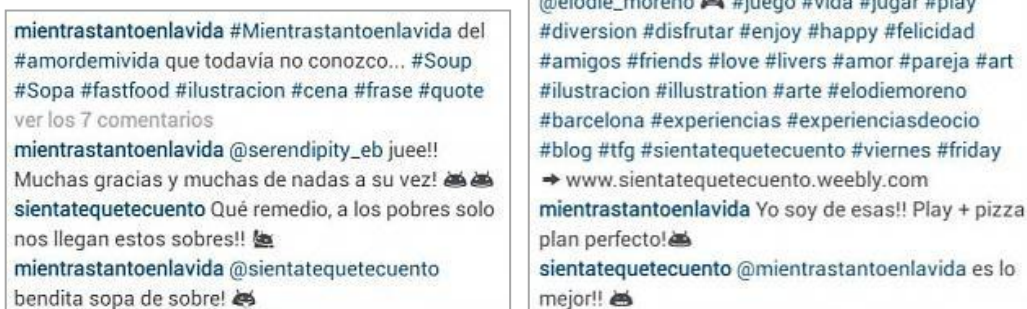 mientrastantoenlavida #Mientrastantoenlavida del
#amordemivida que todavía no conozco... #Soup
#Sopa #fastfood #ilustracion #cena #frase #quote
ver los 7 comentarios
mientrastantoenlavida @serendipity_eb juee!!
Muchas gracias y muchas de nadas a su vez!
sientatequetecuento Qué remedio, a los pobres solo
nos llegan estos sobres!!
mientrastantoenlavida @sientatequetecuento
bendita sopa de sobre!
@elodie_moreno #juego #vida #jugar #play
#diversion #disfrutar #enjoy #happy #felicidad
#amigos #friends #love #livers #amor #pareja #art
#ilustracion #illustration #arte #elodiemoreno
#barcelona #experiencias #experienciasdeocio
#blog #tfg #sientatequetecuento #viernes #friday
➞ www.sientatequetecuento.weebly.com
mientrastantoenlavida Yo soy de esas!! Play + pizza
plan perfecto!
sientatequetecuento @mientrastantoenlavida es lo
mejor!!